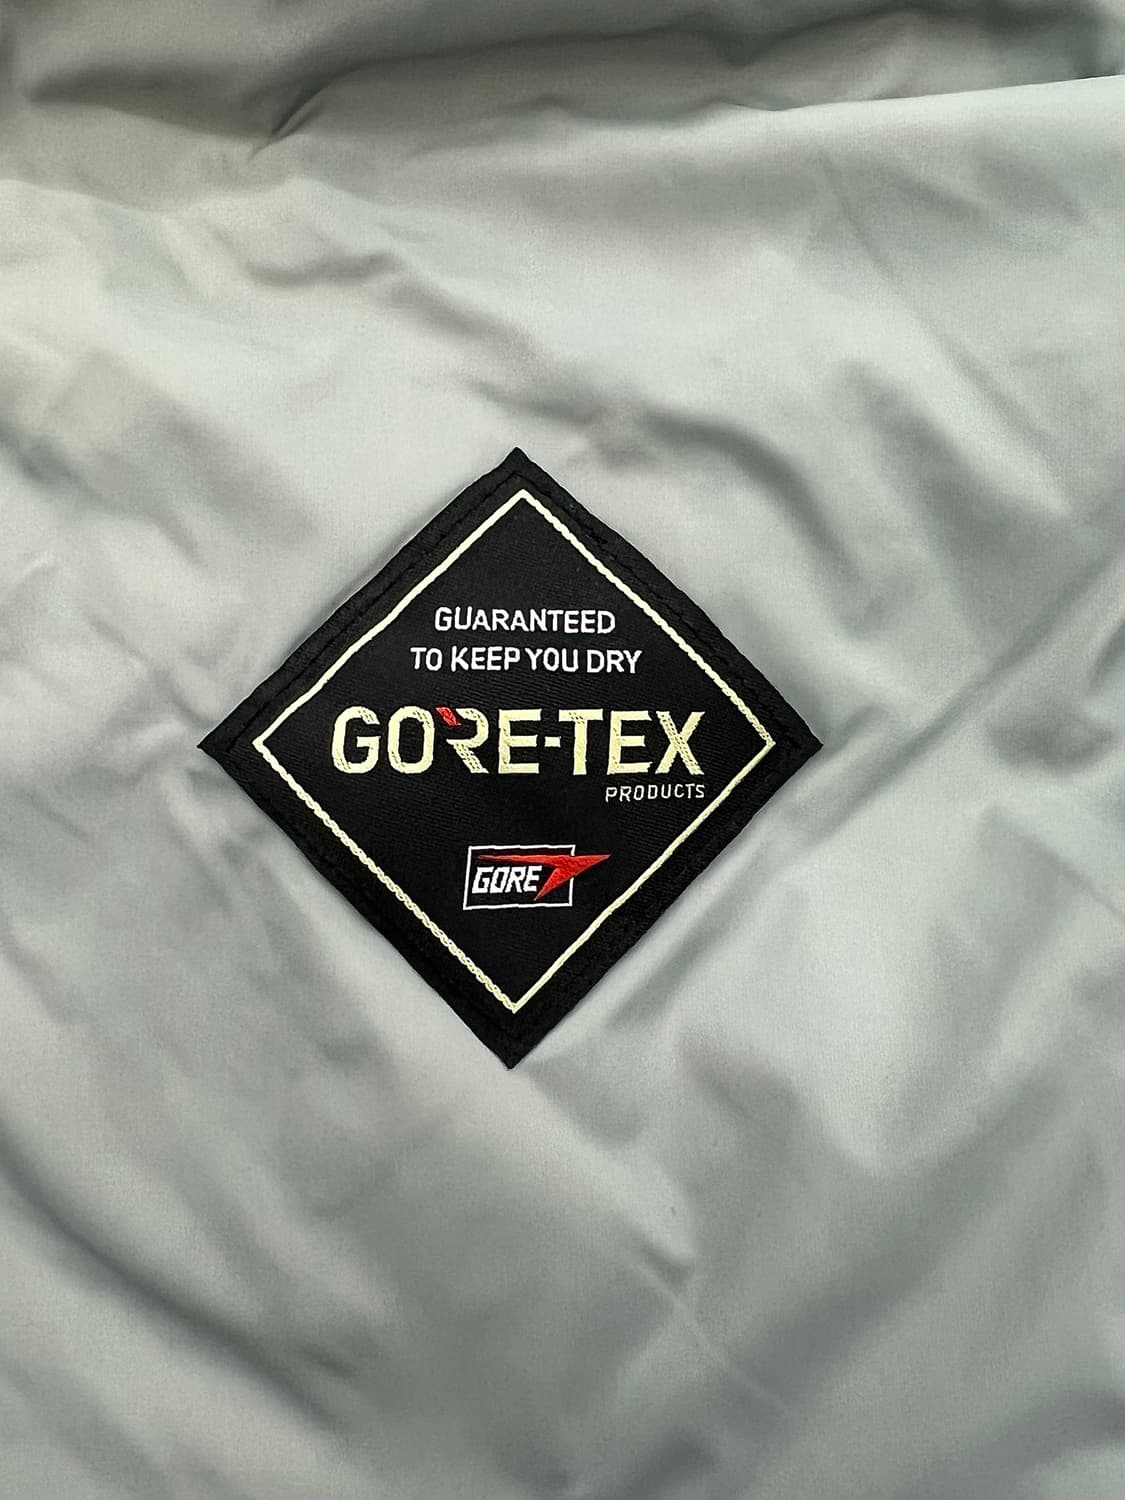 GUARANTEED
TO KEEP YOU DRY
GORE-TEX
PRODUCTS
GORE